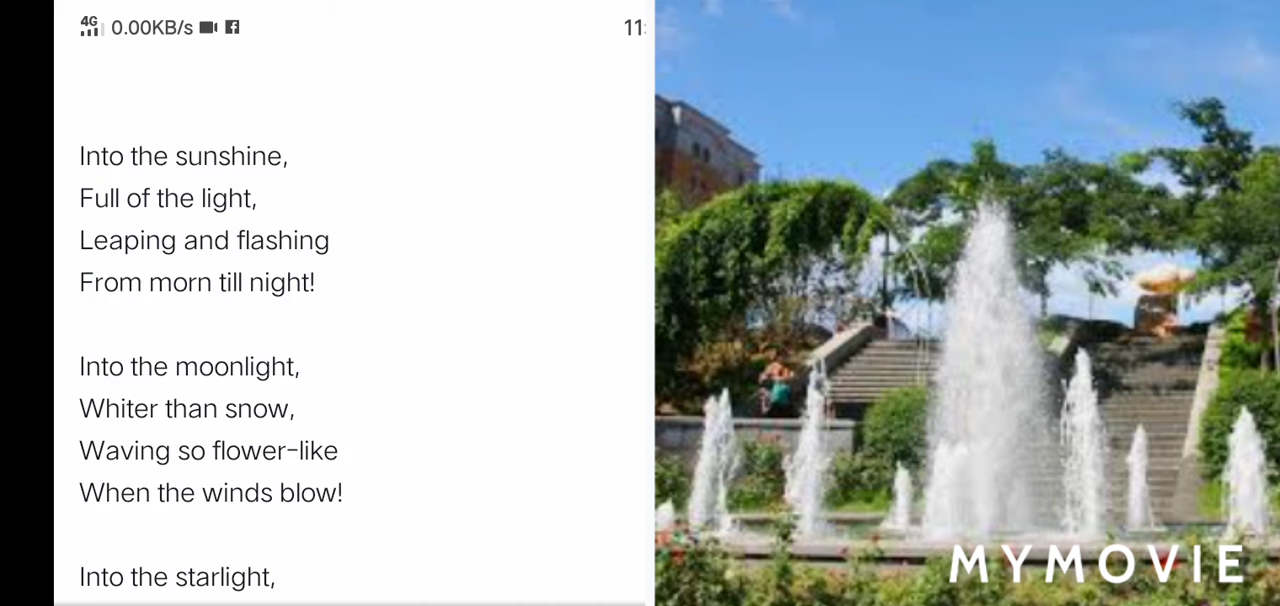 4G 0.00KB/s 11:
Into the sunshine,
Full of the light,
Leaping and flashing
From morn till night!
Into the moonlight,
Whiter than snow,
Waving so flower-like
When the winds blow!
Into the starlight,
MYMOVIE